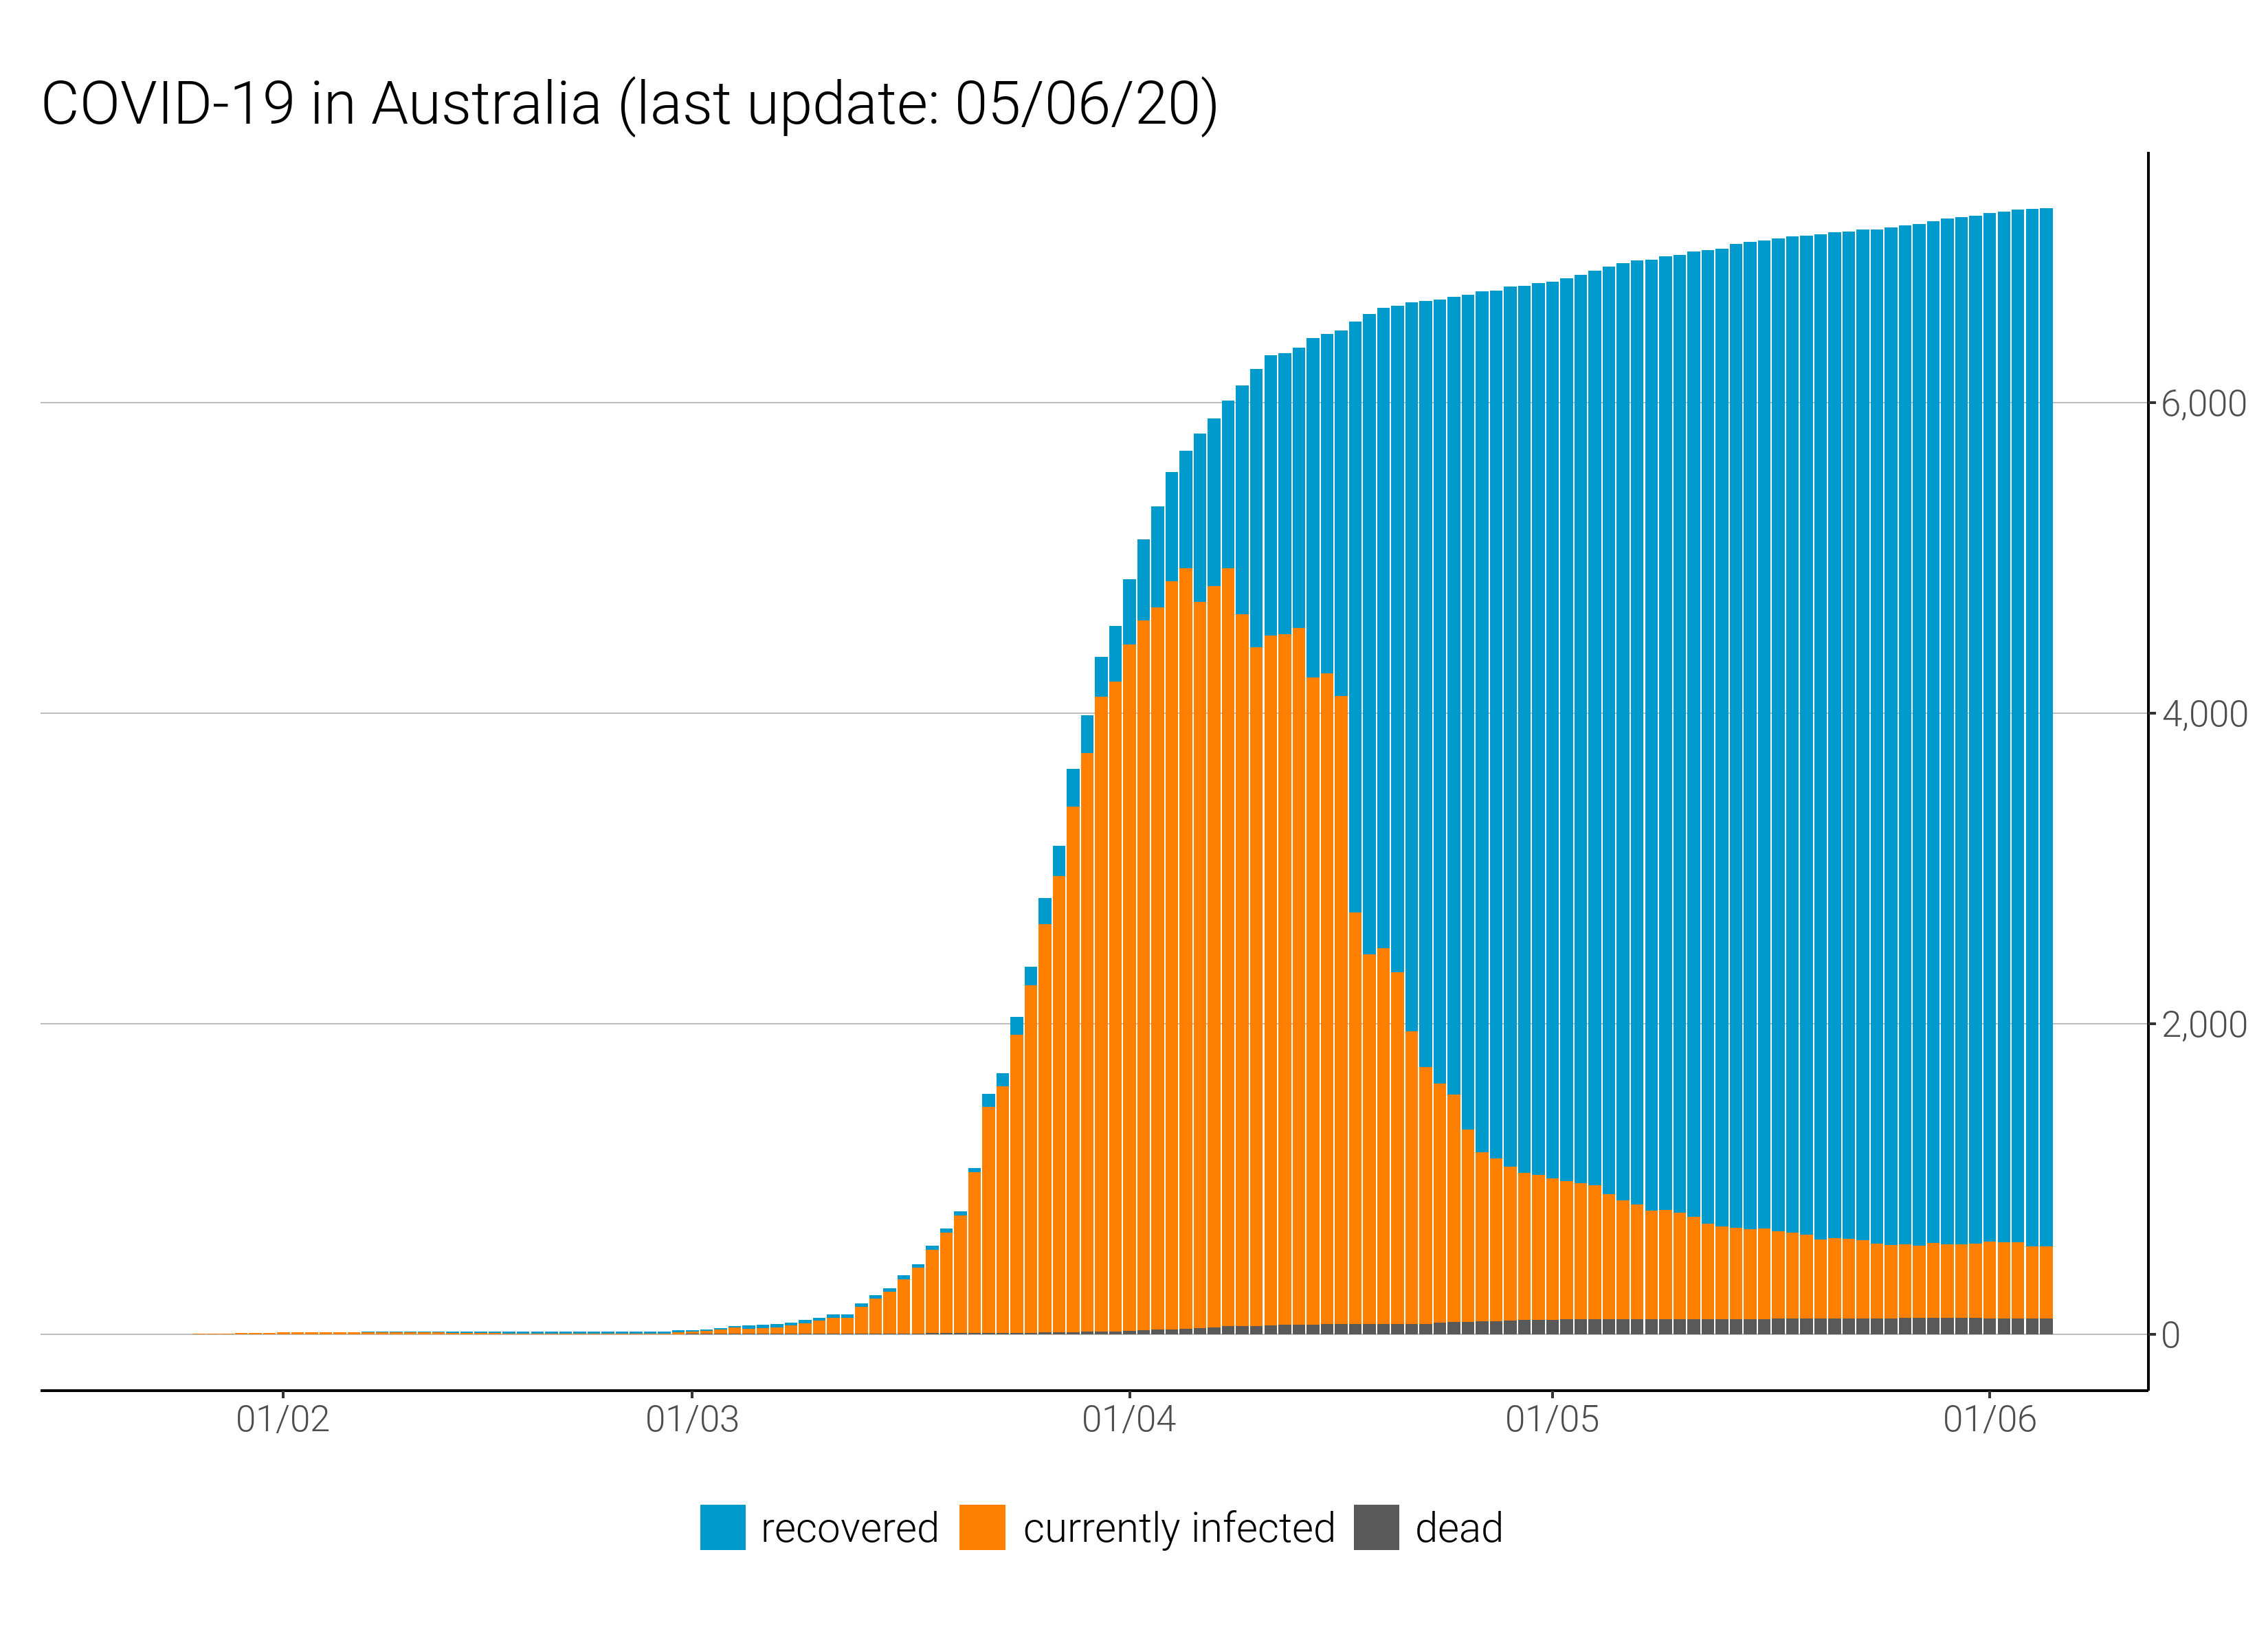 COVID-19 in Australia (last update: 05/06/20)
6,000
4,000
2,000
0
01/02 01/03 01/04 01/05 01/06
recovered currently infected dead